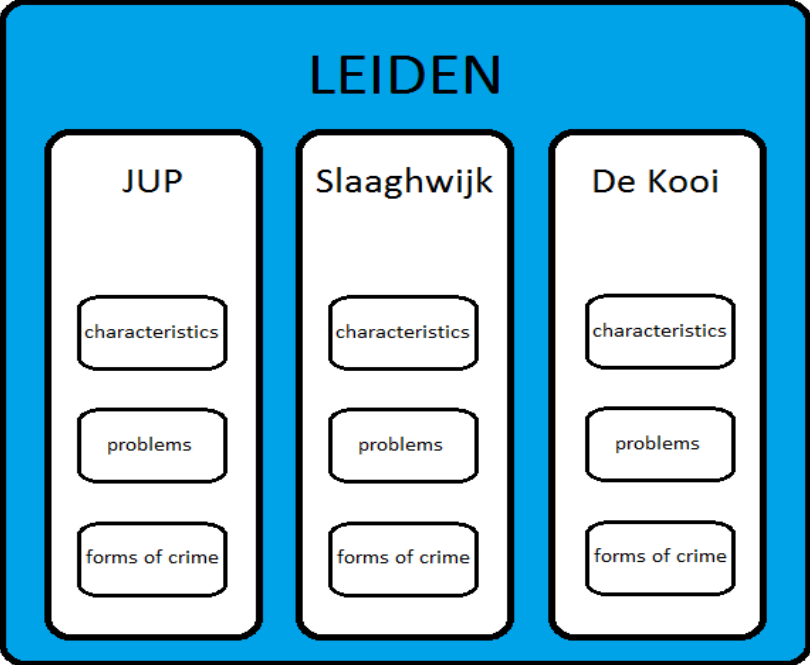 LEIDEN
JUP
characteristics
problems
forms of crime
Slaaghwijk
characteristics
problems
forms of crime
De Kooi
characteristics
problems
forms of crime